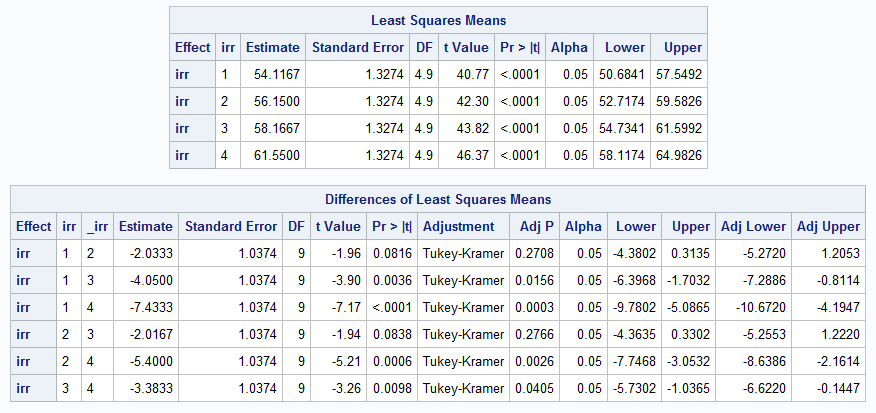 Least Squares Means
Effect irr Estimate Standard Error DF t Value Pr > |t| Alpha Lower Upper
irr 1 54.1167 1.3274 4.9 40.77 <.0001 0.05 50.6841 57.5492
irr 2 56.1500 1.3274 4.9 42.30 <.0001 0.05 52.7174 59.5826
irr 3 58.1667 1.3274 4.9 43.82 <.0001 0.05 54.7341 61.5992
irr 4 61.5500 1.3274 4.9 46.37 <.0001 0.05 58.1174 64.9826
Differences of Least Squares Means
Effect irr _irr Estimate Standard Error DF t Value Pr > |t| Adjustment Adj P Alpha Lower Upper Adj Lower Adj Upper
irr 1 2 -2.0333 1.0374 9 -1.96 0.0816 Tukey-Kramer 0.2708 0.05 -4.3802 0.3135 -5.2720 1.2053
irr 1 3 -4.0500 1.0374 9 -3.90 0.0036 Tukey-Kramer 0.0156 0.05 -6.3968 -1.7032 -7.2886 -0.8114
irr 1 4 -7.4333 1.0374 9 -7.17 <.0001 Tukey-Kramer 0.0003 0.05 -9.7802 -5.0865 -10.6720 -4.1947
irr 2 3 -2.0167 1.0374 9 -1.94 0.0838 Tukey-Kramer 0.2766 0.05 -4.3635 0.3302 -5.2553 1.2220
irr 2 4 -5.4000 1.0374 9 -5.21 0.0006 Tukey-Kramer 0.0026 0.05 -7.7468 -3.0532 -8.6386 -2.1614
irr 3 4 -3.3833 1.0374 9 -3.26 0.0098 Tukey-Kramer 0.0405 0.05 -5.7302 -1.0365 -6.6220 -0.1447